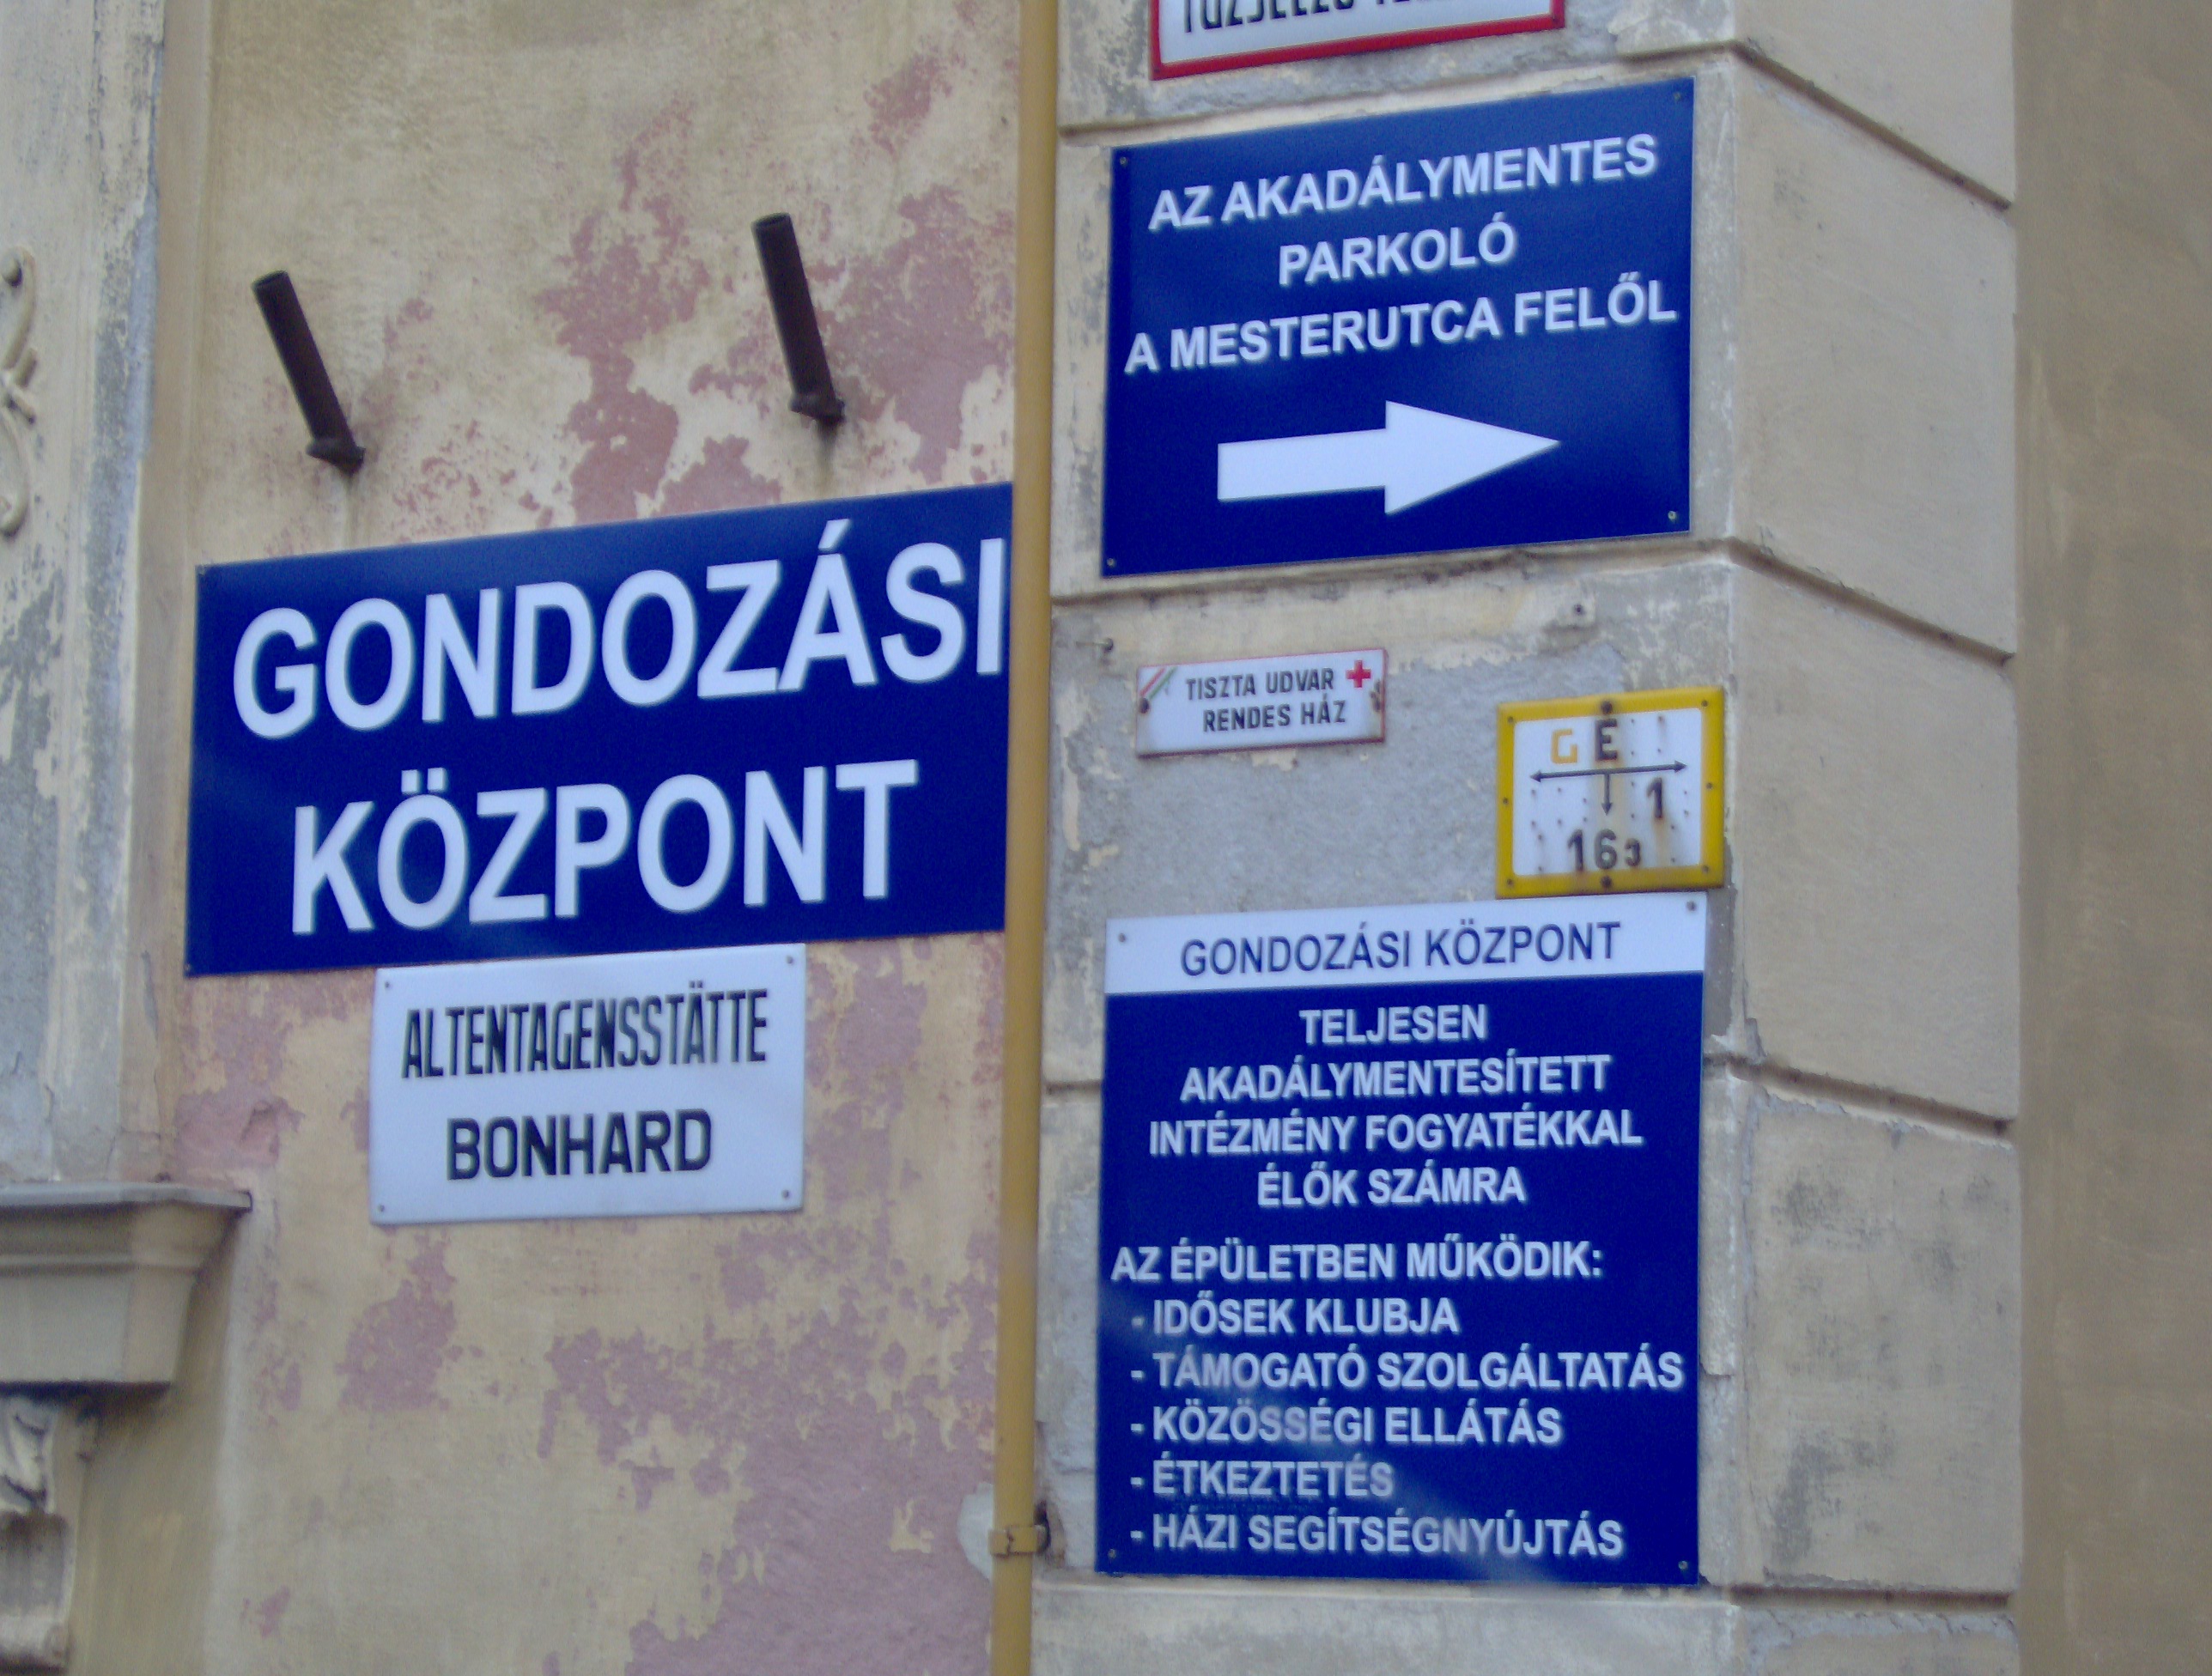 GONDOZÁSI
KÖZPONT
ALTENTAGENSSTÄTTE
BONHARD
AZ AKADÁLYMENTES
PARKOLÓ
A MESTERUTCA FELŐL
TISZTA UDVAR
RENDES HÁZ
G E
1
163
GONDOZÁSI KÖZPONT
TELJESEN
AKADÁLYMENTESÍTETT
INTÉZMÉNY FOGYATÉKKAL
ÉLŐK SZÁMRA
AZ ÉPÜLETBEN MŰKÖDIK:
- IDŐSEK KLUBJA
- TÁMOGATÓ SZOLGÁLTATÁS
- KÖZÖSSÉGI ELLÁTÁS
- ÉTKEZTETÉS
- HÁZI SEGÍTSÉGNYÚJTÁS